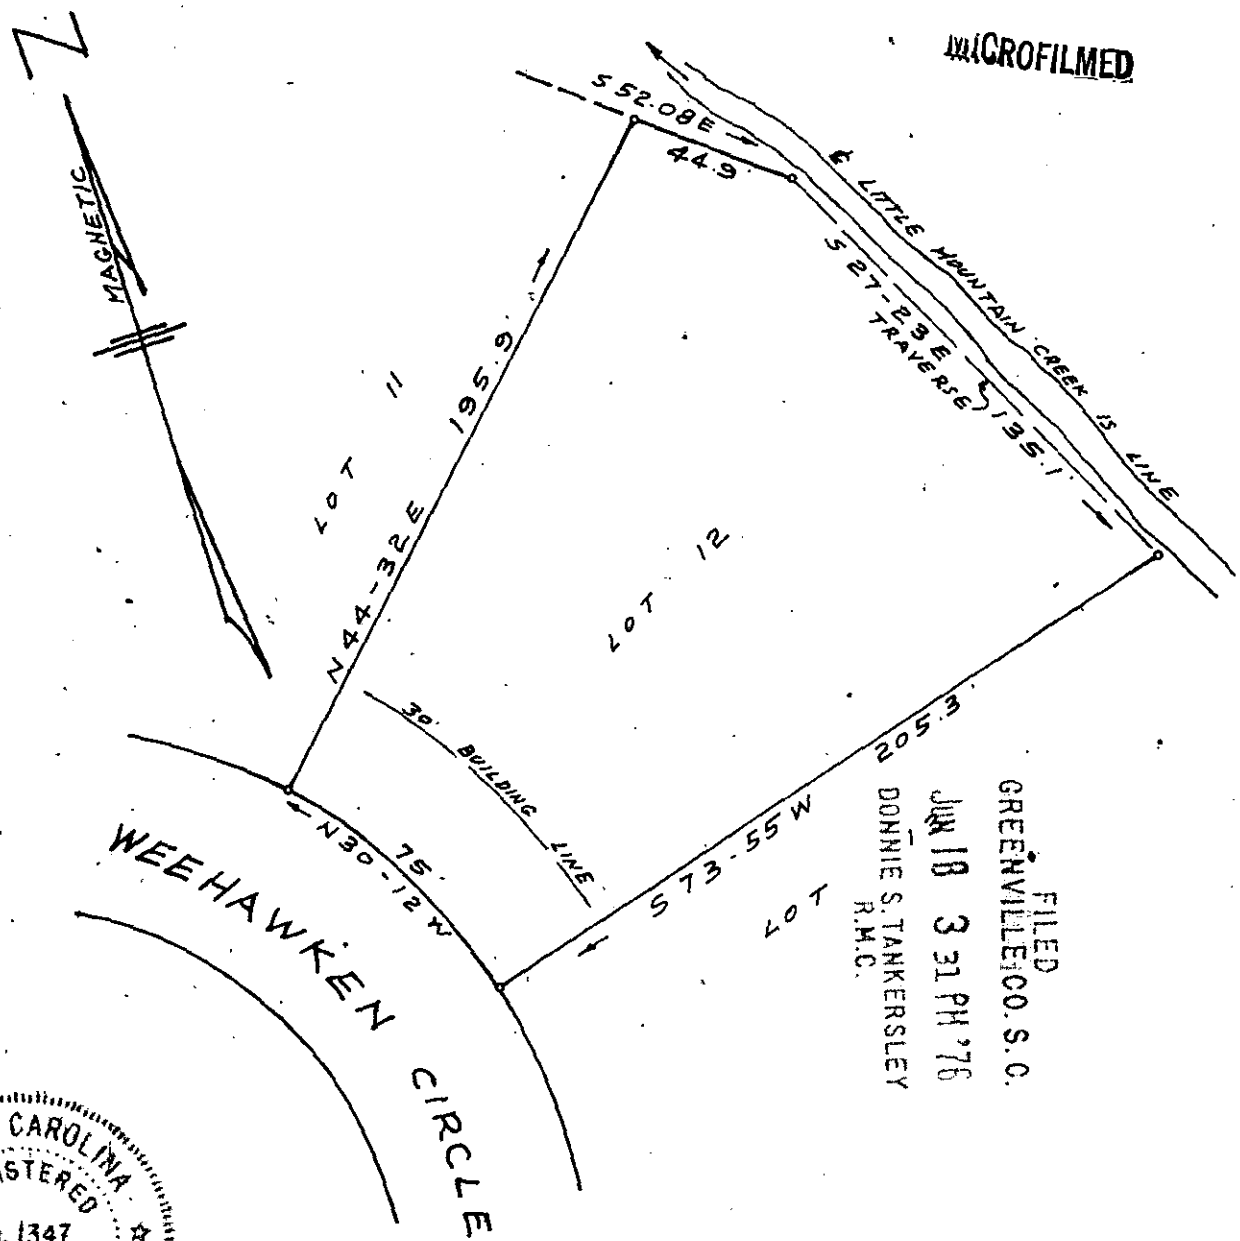 MICROFILMED
N
MAGNETIC
S 52.08 E
44.9'
℄ LITTLE MOUNTAIN CREEK IS LINE
S 27-23 E
TRAVERSE) 135.1'
N 44-32 E 195.9'
LOT 11
LOT 12
30' BUILDING LINE
205.3'
S 73-55 W
LOT
75'
N 30-12 W
WEEHAWKEN CIRCLE
FILED
GREENVILLE CO. S. C.
JUN 18 3 31 PM '76
DONNIE S. TANKERSLEY
R.M.C.
CAROLINA
1347